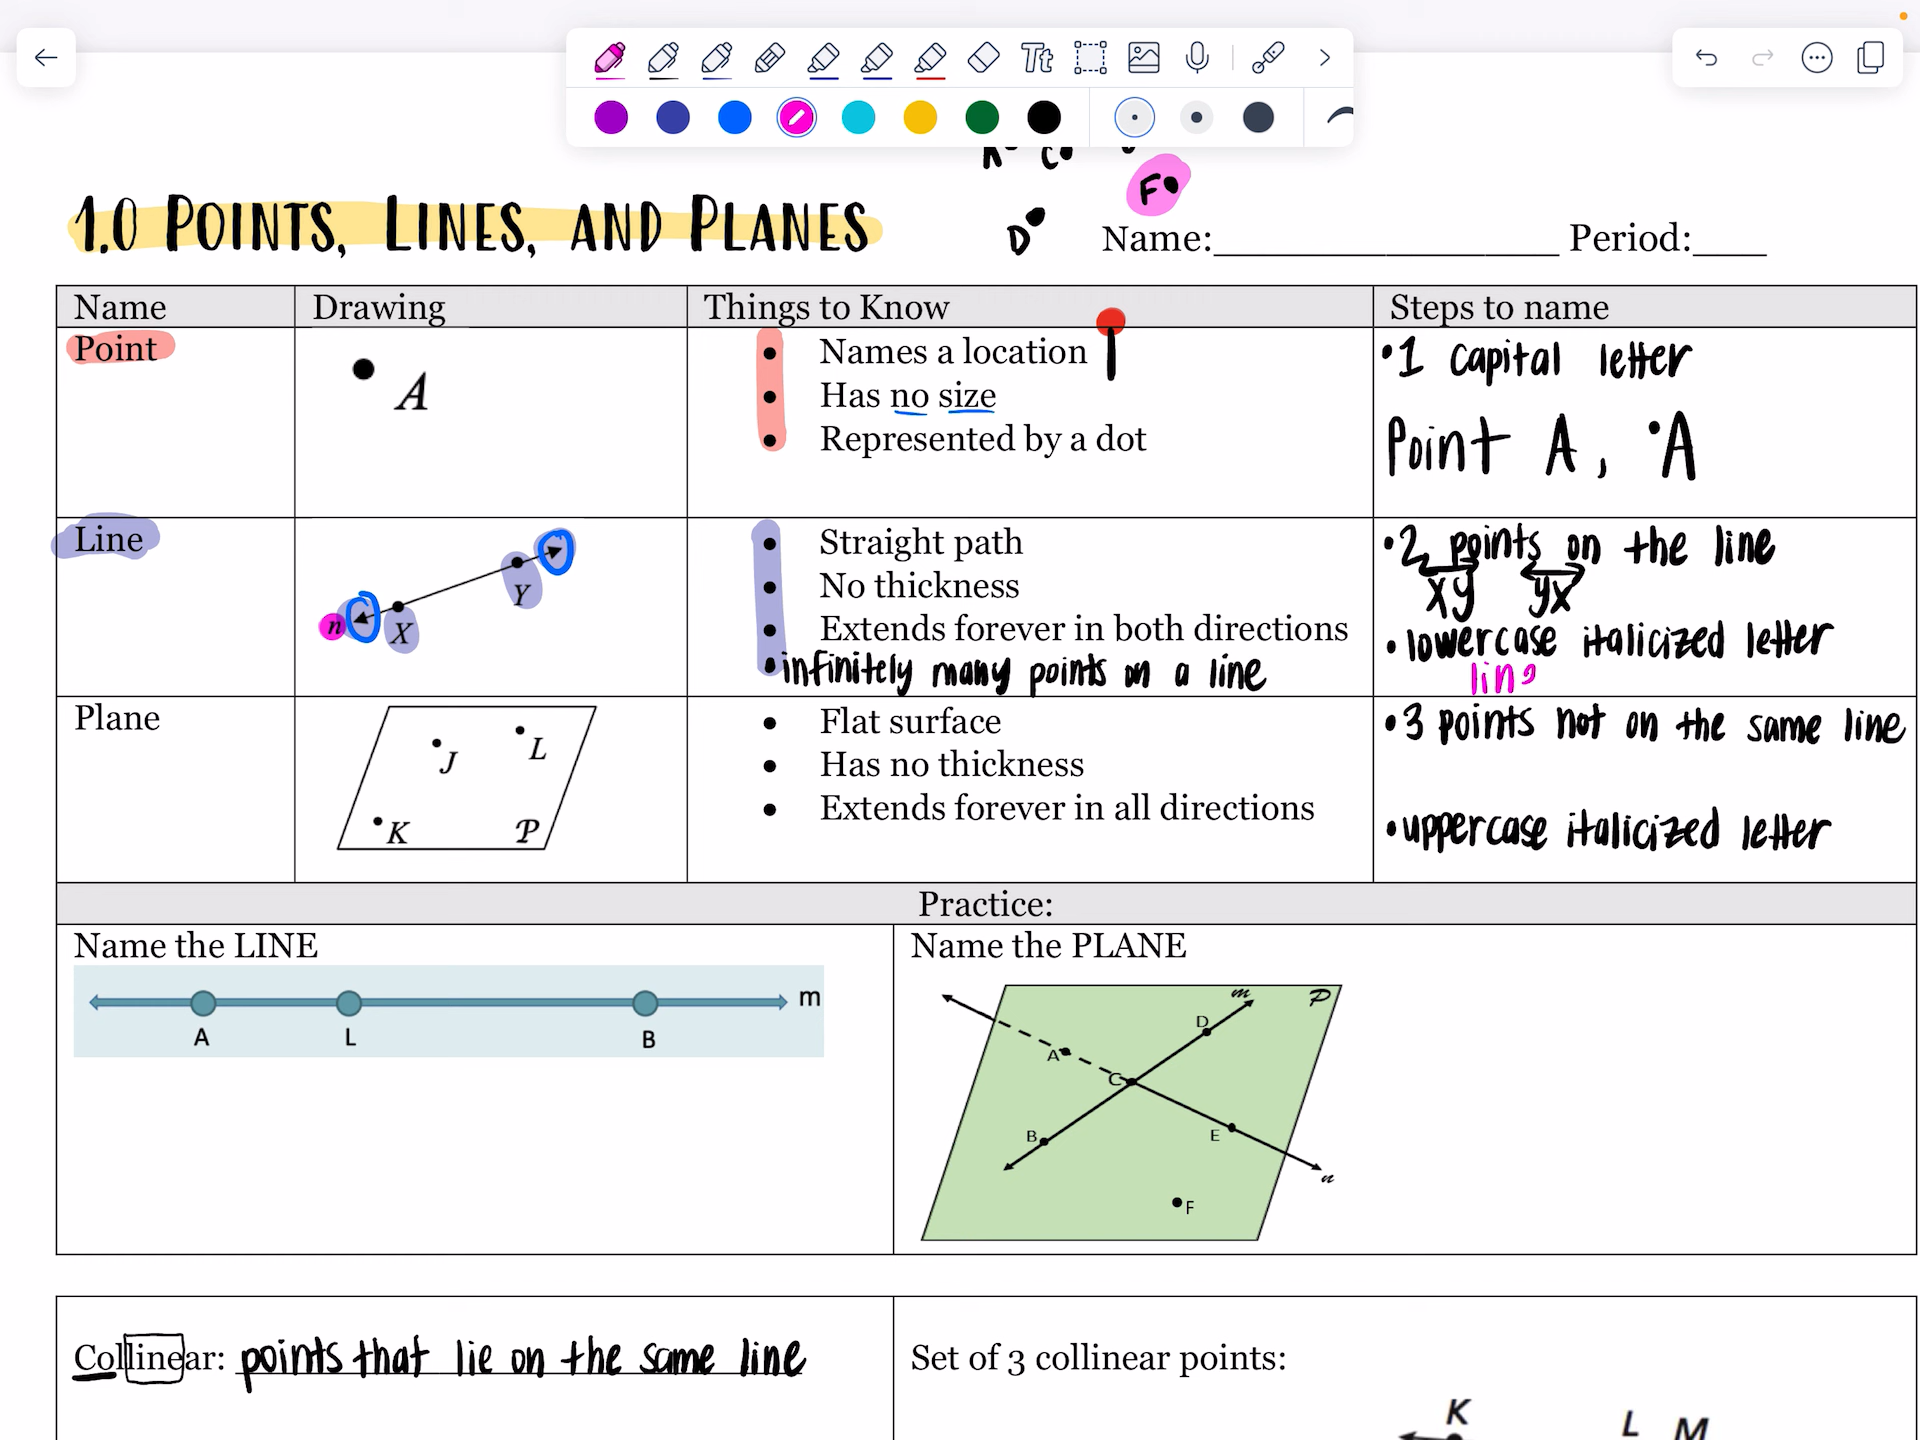 Tt
C
F
D
1.0 POINTS, LINES, AND PLANES
Name: Period:
Name Drawing Things to Know Steps to name
Point
A
• Names a location
• Has no size
• Represented by a dot
•1 capital letter
Point A, •A
Line
n X Y
• Straight path
• No thickness
• Extends forever in both directions
•infinitely many points on a line
•2 points on the line
xy yx
•lowercase italicized letter
line
Plane
J L
K P
• Flat surface
• Has no thickness
• Extends forever in all directions
•3 points not on the same line
•uppercase italicized letter
Practice:
Name the LINE
A L B m
Name the PLANE
m P
D
A
C
B E
n
F
Collinear: points that lie on the same line
Set of 3 collinear points:
K L M